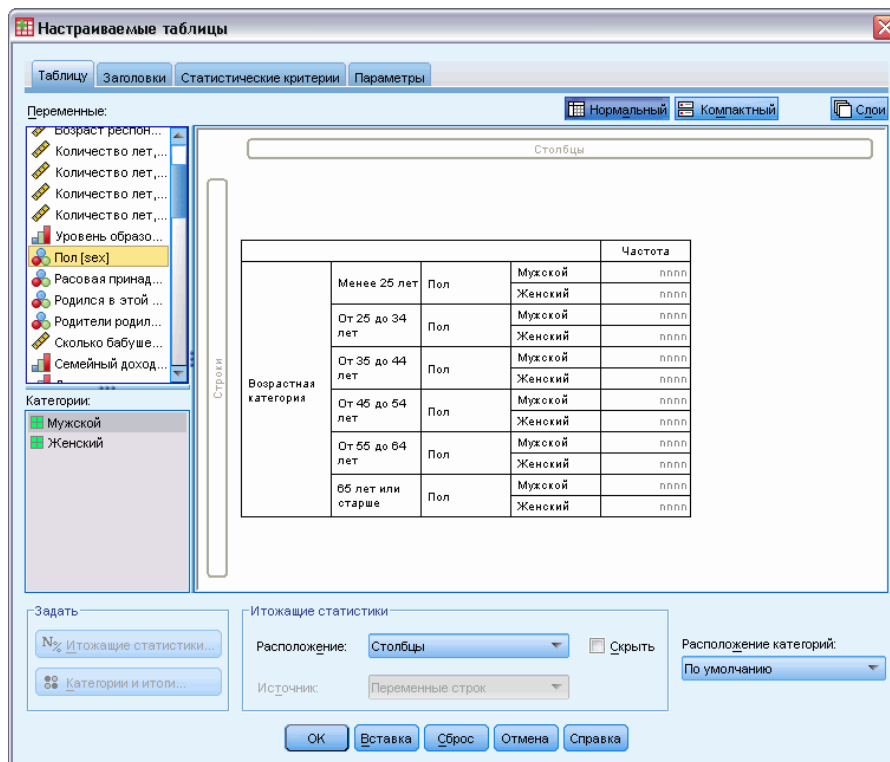 Настраиваемые таблицы
Таблицу Заголовки Статистические критерии Параметры
Переменные:
Нормальный Компактный Слои
Возраст респон...
Количество лет,...
Количество лет,...
Количество лет,...
Количество лет,...
Уровень образо...
Пол [sex]
Расовая принад...
Родился в этой ...
Родители родил...
Сколько бабуше...
Семейный доход...
Категории:
Мужской
Женский
Столбцы
Строки
Частота
Возрастная категория
Менее 25 лет Пол Мужской nnnn
Женский nnnn
От 25 до 34 лет Пол Мужской nnnn
Женский nnnn
От 35 до 44 лет Пол Мужской nnnn
Женский nnnn
От 45 до 54 лет Пол Мужской nnnn
Женский nnnn
От 55 до 64 лет Пол Мужской nnnn
Женский nnnn
65 лет или старше Пол Мужской nnnn
Женский nnnn
Задать
N% Итожащие статистики...
Категории и итоги...
Итожащие статистики
Расположение: Столбцы Скрыть
Источник: Переменные строк
Расположение категорий:
По умолчанию
OK Вставка Сброс Отмена Справка